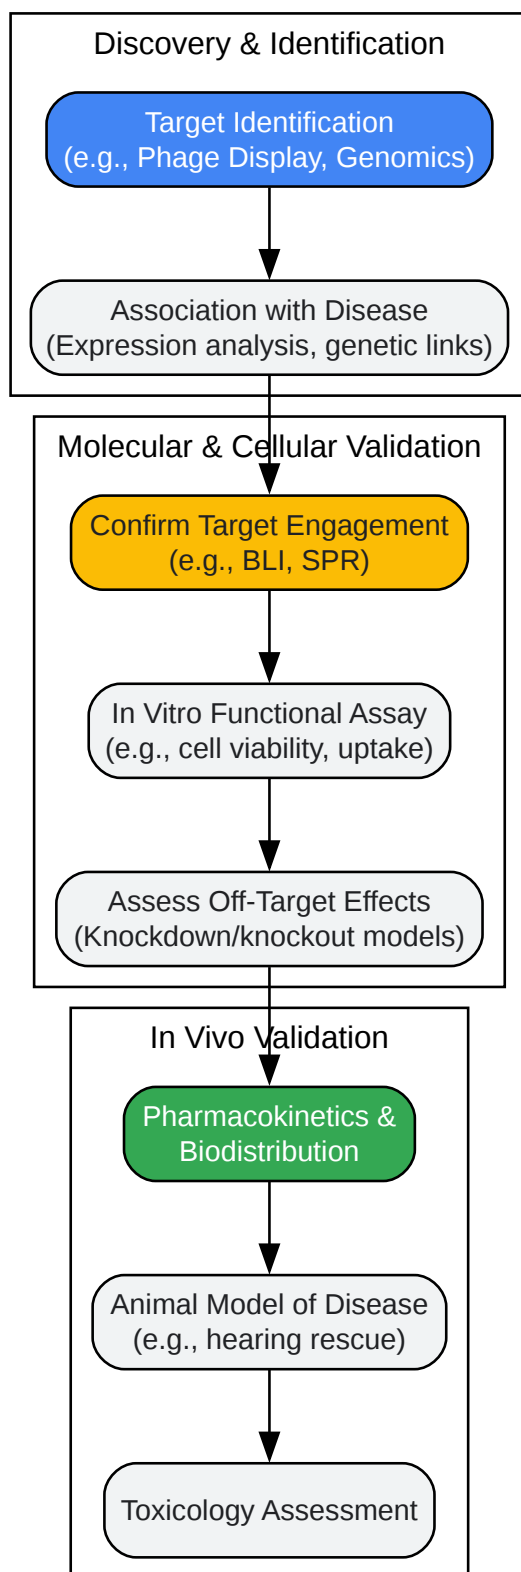 Discovery & Identification
Target Identification
(e.g., Phage Display, Genomics)
Association with Disease
(Expression analysis, genetic links)
Molecular & Cellular Validation
Confirm Target Engagement
(e.g., BLI, SPR)
In Vitro Functional Assay
(e.g., cell viability, uptake)
Assess Off-Target Effects
(Knockdown/knockout models)
In Vivo Validation
Pharmacokinetics &
Biodistribution
Animal Model of Disease
(e.g., hearing rescue)
Toxicology Assessment